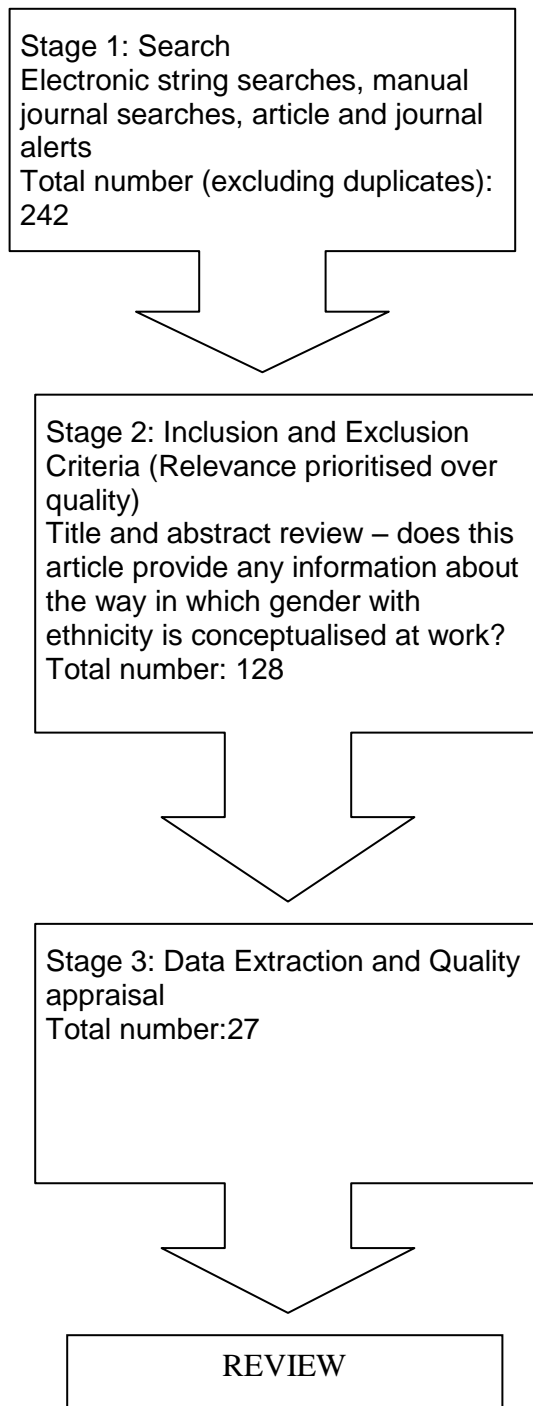 Stage 1: Search
Electronic string searches, manual
journal searches, article and journal
alerts
Total number (excluding duplicates):
242
Stage 2: Inclusion and Exclusion
Criteria (Relevance prioritised over
quality)
Title and abstract review – does this
article provide any information about
the way in which gender with
ethnicity is conceptualised at work?
Total number: 128
Stage 3: Data Extraction and Quality
appraisal
Total number:27
REVIEW